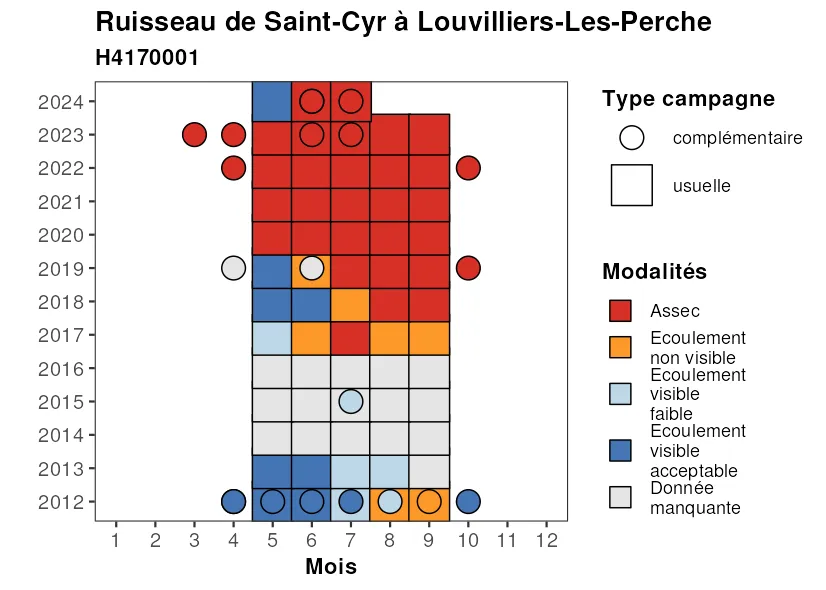 Ruisseau de Saint-Cyr à Louvilliers-Les-Perche
H4170001
2024
2023
2022
2021
2020
2019
2018
2017
2016
2015
2014
2013
2012
1 2 3 4 5 6 7 8 9 10 11 12
Mois
Type campagne
complémentaire
usuelle
Modalités
Assec
Ecoulement
non visible
Ecoulement
visible
faible
Ecoulement
visible
acceptable
Donnée
manquante